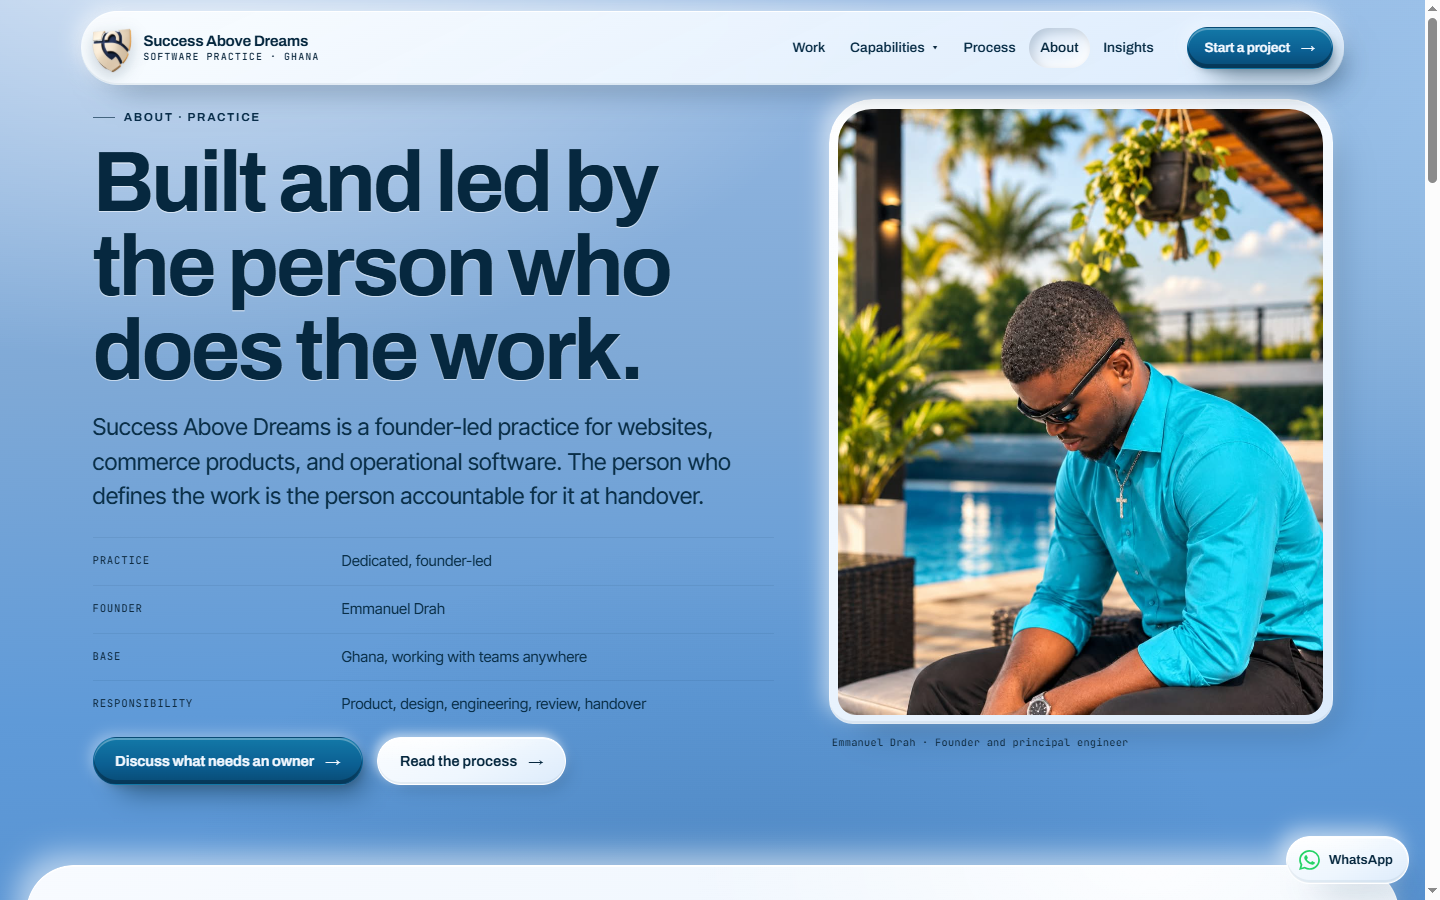 Success Above Dreams
SOFTWARE PRACTICE · GHANA
Work
Capabilities
Process
About
Insights
Start a project →
ABOUT · PRACTICE
Built and led by
the person who
does the work.
Success Above Dreams is a founder-led practice for websites,
commerce products, and operational software. The person who
defines the work is the person accountable for it at handover.
PRACTICE
Dedicated, founder-led
FOUNDER
Emmanuel Drah
BASE
Ghana, working with teams anywhere
RESPONSIBILITY
Product, design, engineering, review, handover
Discuss what needs an owner →
Read the process →
Emmanuel Drah · Founder and principal engineer
WhatsApp